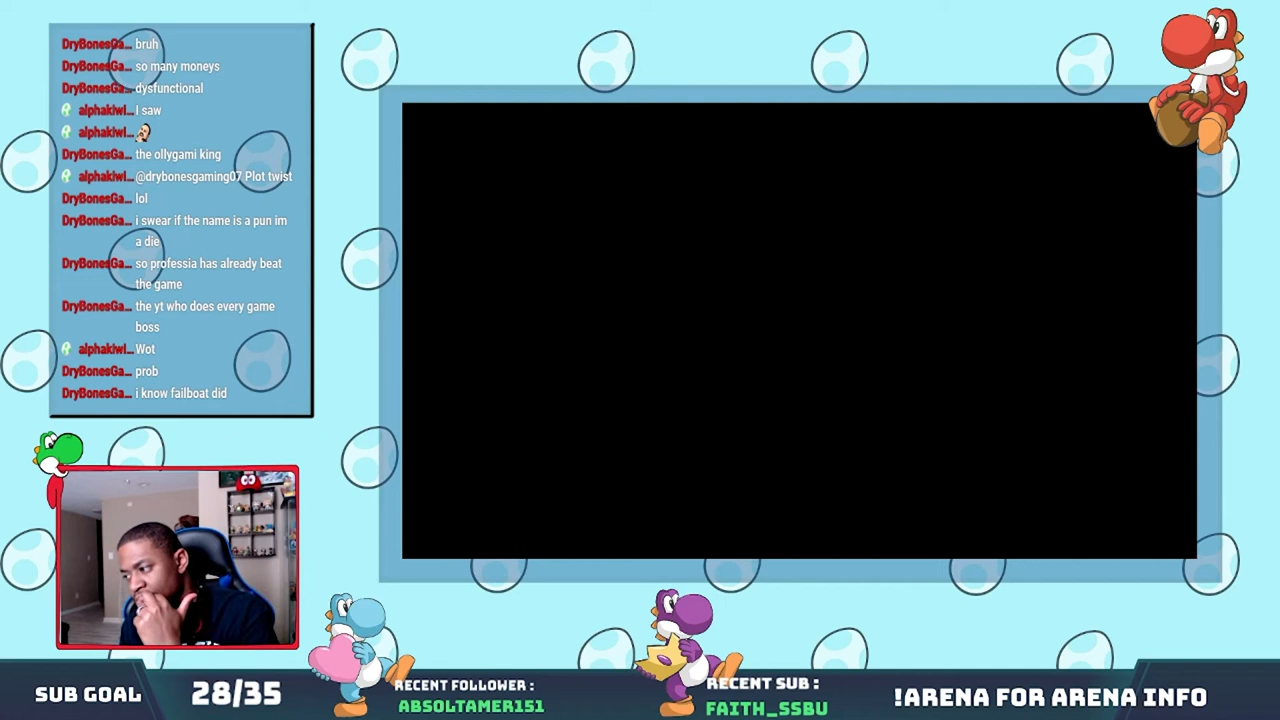 DryBonesGa... bruh
DryBonesGa... so many moneys
DryBonesGa... dysfunctional
alphakiwi... I saw
alphakiwi...
DryBonesGa... the ollygami king
alphakiwi... @drybonesgaming07 Plot twist
DryBonesGa... lol
DryBonesGa... i swear if the name is a pun im
a die
DryBonesGa... so professia has already beat
the game
DryBonesGa... the yt who does every game
boss
alphakiwi... Wot
DryBonesGa... prob
DryBonesGa... i know failboat did
SUB GOAL
28/35
RECENT FOLLOWER :
ABSOLTAMER151
RECENT SUB :
FAITH_SSBU
!ARENA FOR ARENA INFO